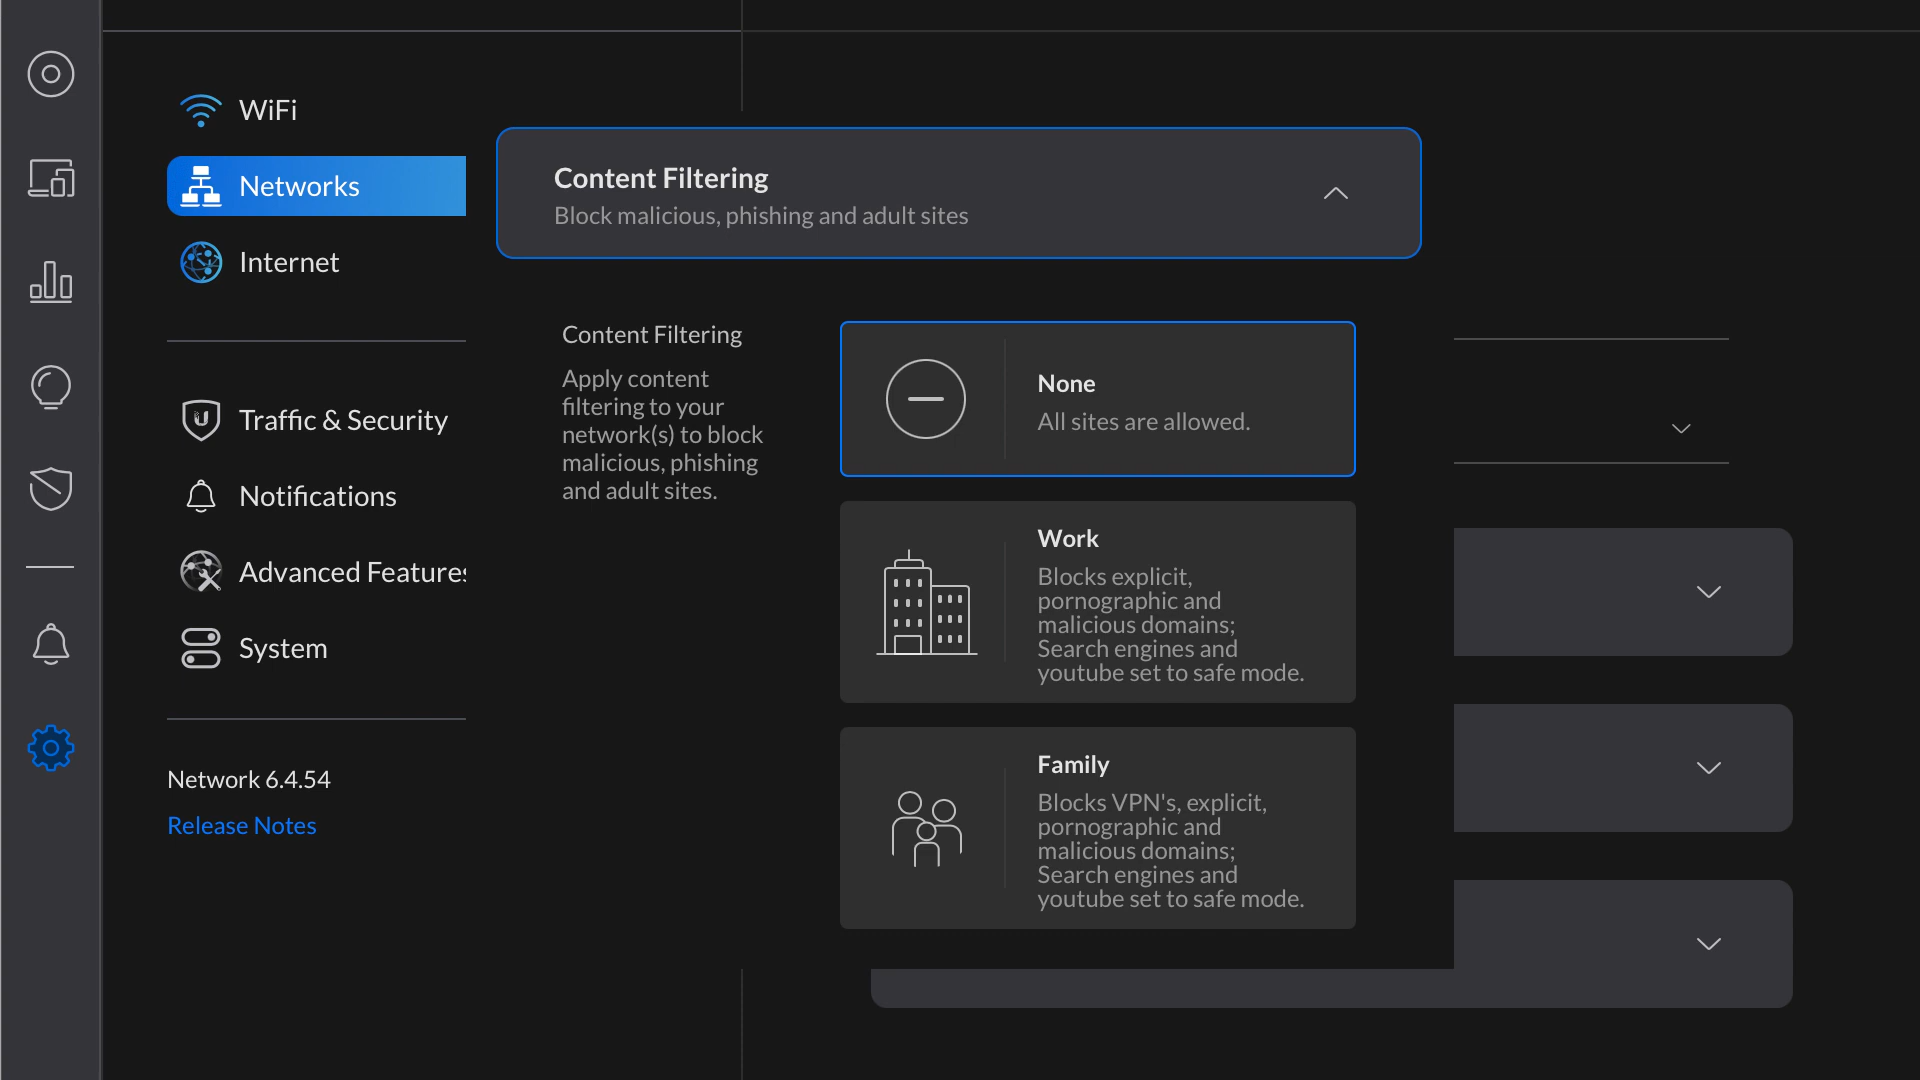 WiFi
Networks
Internet
Traffic & Security
Notifications
Advanced Features
System
Network 6.4.54
Release Notes
Content Filtering
Block malicious, phishing and adult sites
Content Filtering
Apply content
filtering to your
network(s) to block
malicious, phishing
and adult sites.
None
All sites are allowed.
Work
Blocks explicit,
pornographic and
malicious domains;
Search engines and
youtube set to safe mode.
Family
Blocks VPN's, explicit,
pornographic and
malicious domains;
Search engines and
youtube set to safe mode.